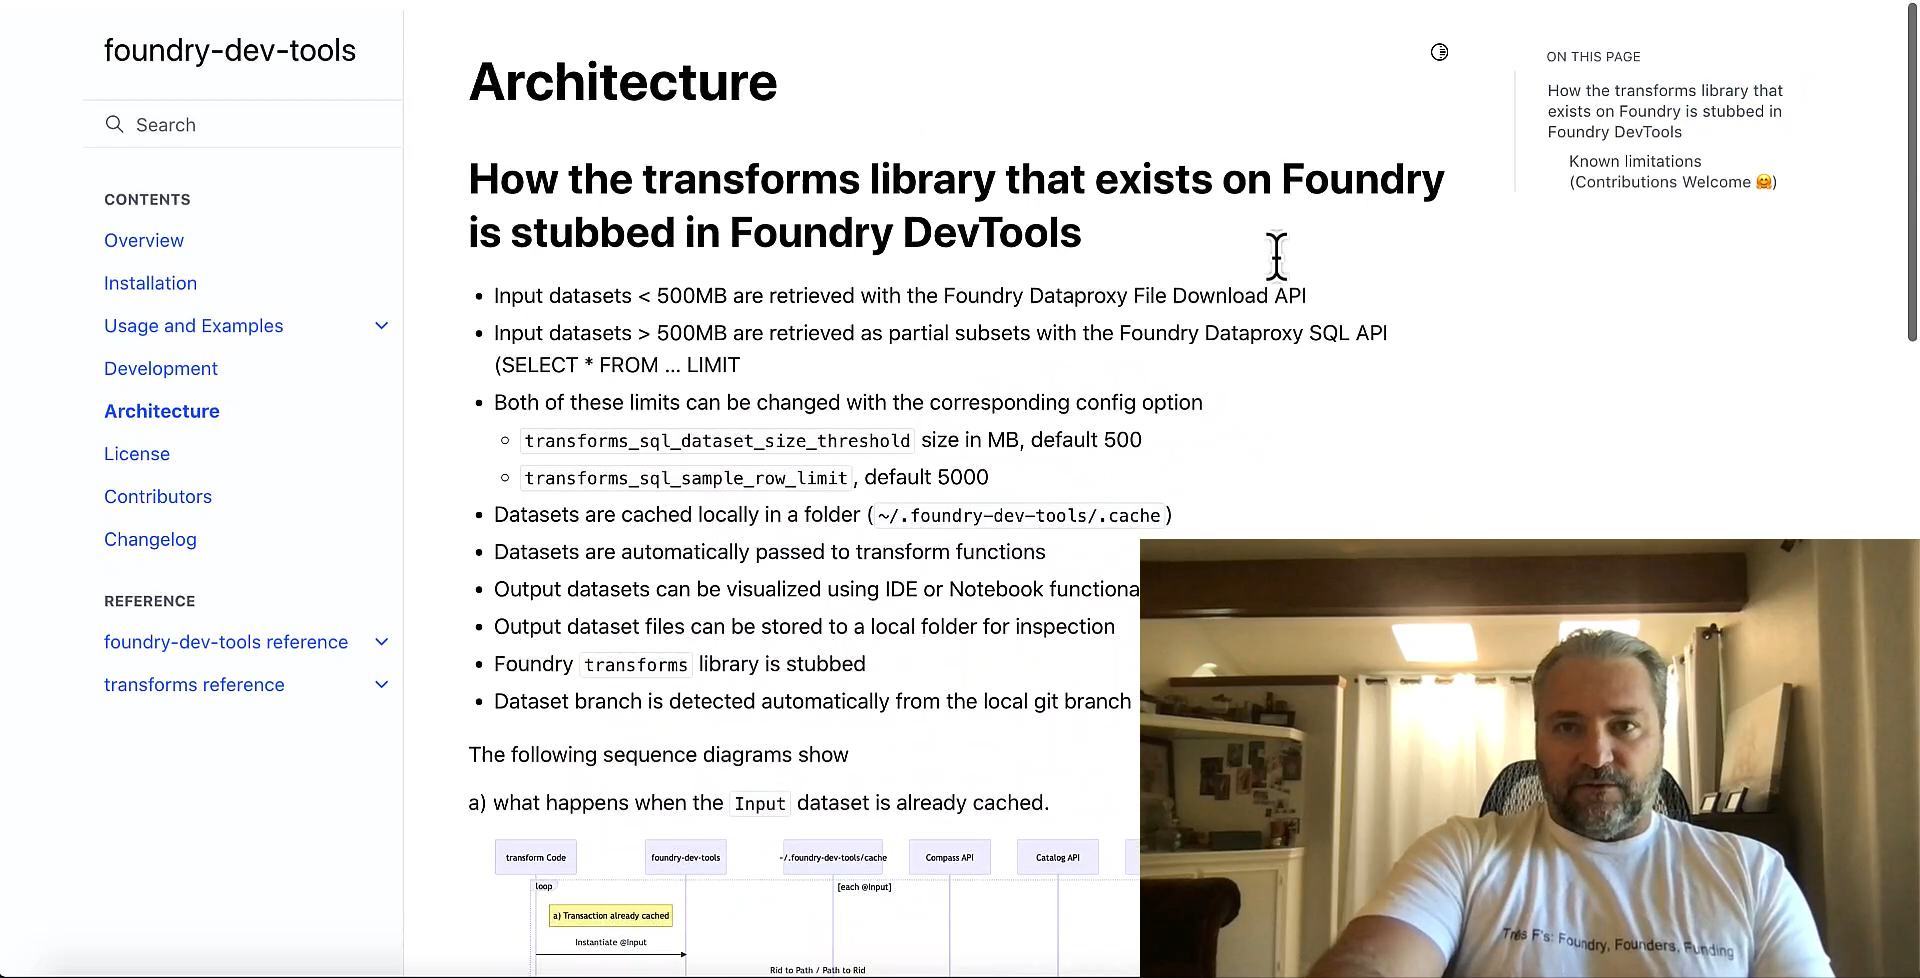 foundry-dev-tools
Search
CONTENTS
Overview
Installation
Usage and Examples
Development
Architecture
License
Contributors
Changelog
REFERENCE
foundry-dev-tools reference
transforms reference
Architecture
How the transforms library that exists on Foundry
is stubbed in Foundry DevTools
Input datasets < 500MB are retrieved with the Foundry Dataproxy File Download API
Input datasets > 500MB are retrieved as partial subsets with the Foundry Dataproxy SQL API
(SELECT * FROM ... LIMIT
Both of these limits can be changed with the corresponding config option
transforms_sql_dataset_size_threshold size in MB, default 500
transforms_sql_sample_row_limit, default 5000
Datasets are cached locally in a folder (~/.foundry-dev-tools/.cache)
Datasets are automatically passed to transform functions
Output datasets can be visualized using IDE or Notebook functiona
Output dataset files can be stored to a local folder for inspection
Foundry transforms library is stubbed
Dataset branch is detected automatically from the local git branch
The following sequence diagrams show
a) what happens when the Input dataset is already cached.
transform Code
foundry-dev-tools
~/.foundry-dev-tools/cache
Compass API
Catalog API
loop
[each @Input]
a) Transaction already cached
Instantiate @Input
Rid to Path / Path to Rid
ON THIS PAGE
How the transforms library that
exists on Foundry is stubbed in
Foundry DevTools
Known limitations
(Contributions Welcome 🤗)
Três F's: Foundry, Founders, Funding